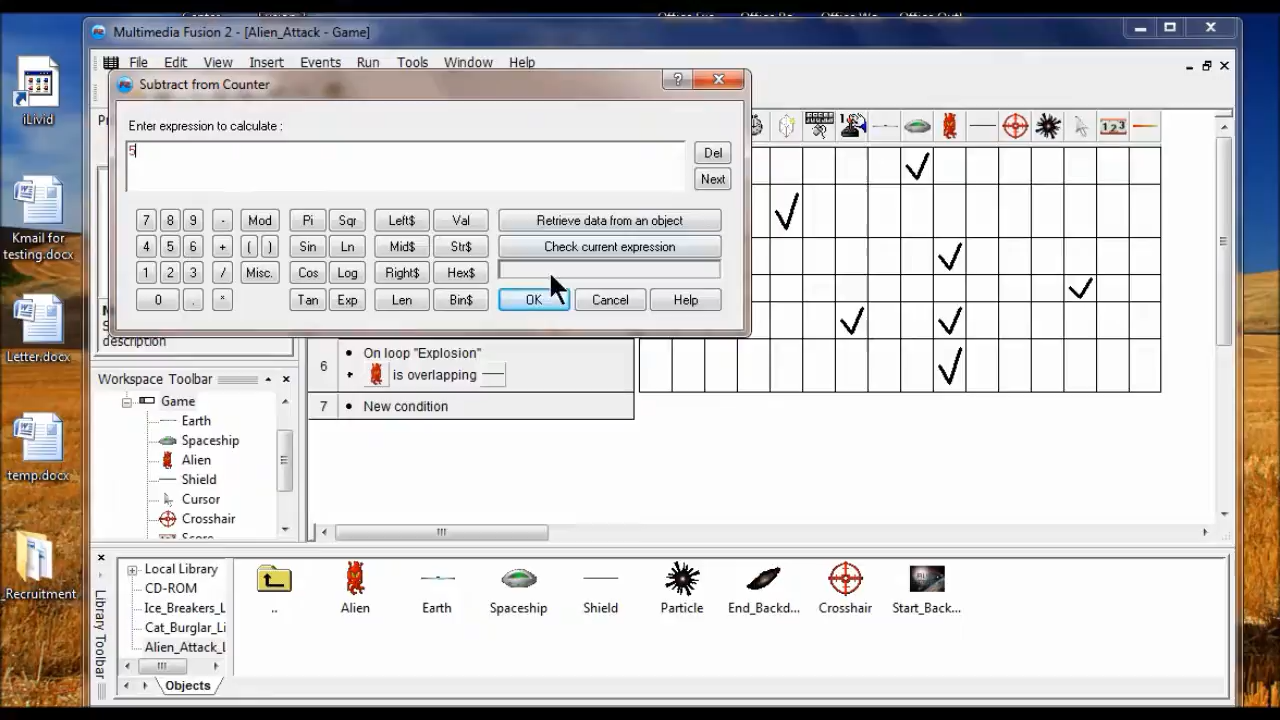 Multimedia Fusion 2 - [Alien_Attack - Game]
File Edit View Insert Events Run Tools Window Help
Subtract from Counter
Enter expression to calculate :
5
Del
Next
7 8 9 - Mod Pi Sqr Left$ Val Retrieve data from an object
4 5 6 + ( ) Sin Ln Mid$ Str$ Check current expression
1 2 3 / Misc. Cos Log Right$ Hex$
0 . * Tan Exp Len Bin$ OK Cancel Help
description
6
On loop "Explosion"
is overlapping
7 New condition
Workspace Toolbar
Game
Earth
Spaceship
Alien
Shield
Cursor
Crosshair
Score
Local Library
CD-ROM
Ice_Breakers_L
Cat_Burglar_Li
Alien_Attack_L
Objects
Library Toolbar
.. Alien Earth Spaceship Shield Particle End_Backd... Crosshair Start_Back...
iLivid
Kmail for
testing.docx
Letter.docx
temp.docx
_Recruitment